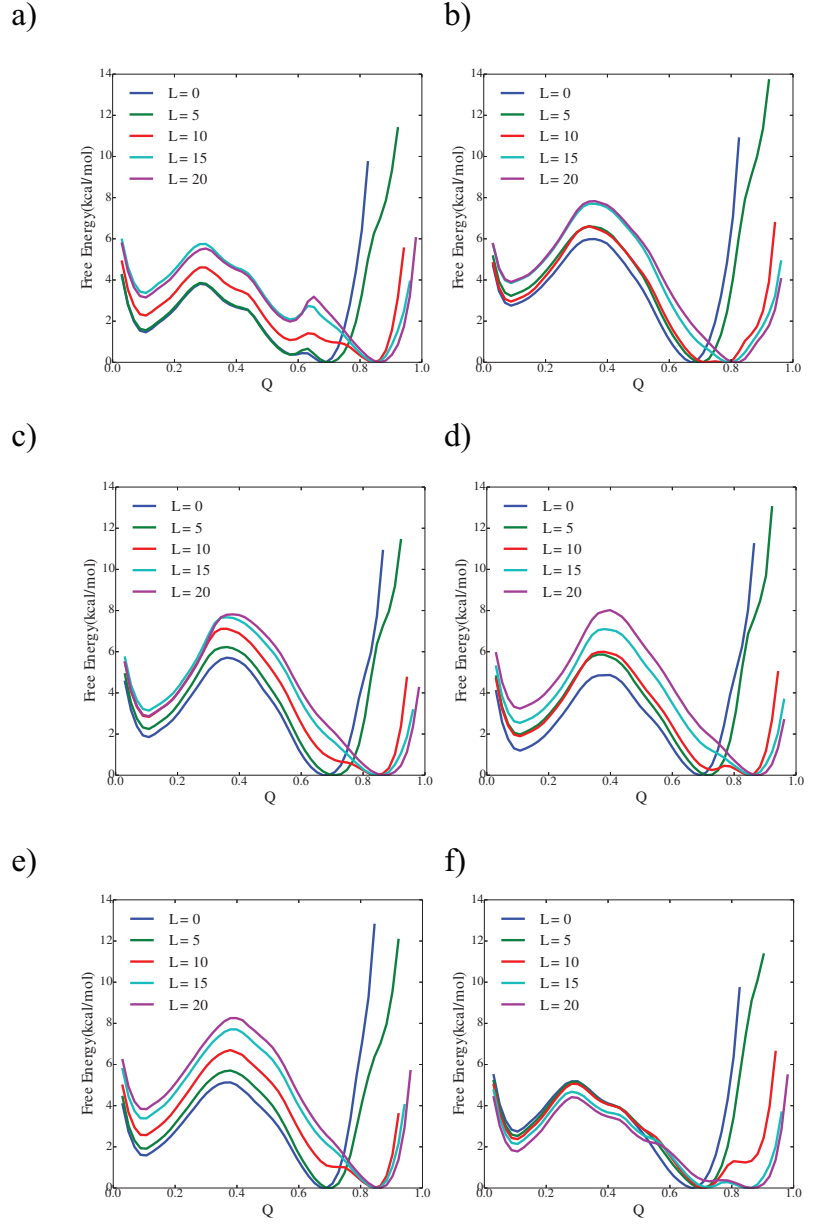 a)
14
12
10
8
6
4
2
0
0.0 0.2 0.4 0.6 0.8 1.0
Free Energy(kcal/mol)
Q
L= 0
L= 5
L= 10
L= 15
L= 20
b)
14
12
10
8
6
4
2
0
0.0 0.2 0.4 0.6 0.8 1.0
Free Energy(kcal/mol)
Q
L= 0
L= 5
L= 10
L= 15
L= 20
c)
14
12
10
8
6
4
2
0
0.0 0.2 0.4 0.6 0.8 1.0
Free Energy(kcal/mol)
Q
L= 0
L= 5
L= 10
L= 15
L= 20
d)
14
12
10
8
6
4
2
0
0.0 0.2 0.4 0.6 0.8 1.0
Free Energy(kcal/mol)
Q
L= 0
L= 5
L= 10
L= 15
L= 20
e)
14
12
10
8
6
4
2
0
0.0 0.2 0.4 0.6 0.8 1.0
Free Energy(kcal/mol)
Q
L= 0
L= 5
L= 10
L= 15
L= 20
f)
14
12
10
8
6
4
2
0
0.0 0.2 0.4 0.6 0.8 1.0
Free Energy(kcal/mol)
Q
L= 0
L= 5
L= 10
L= 15
L= 20